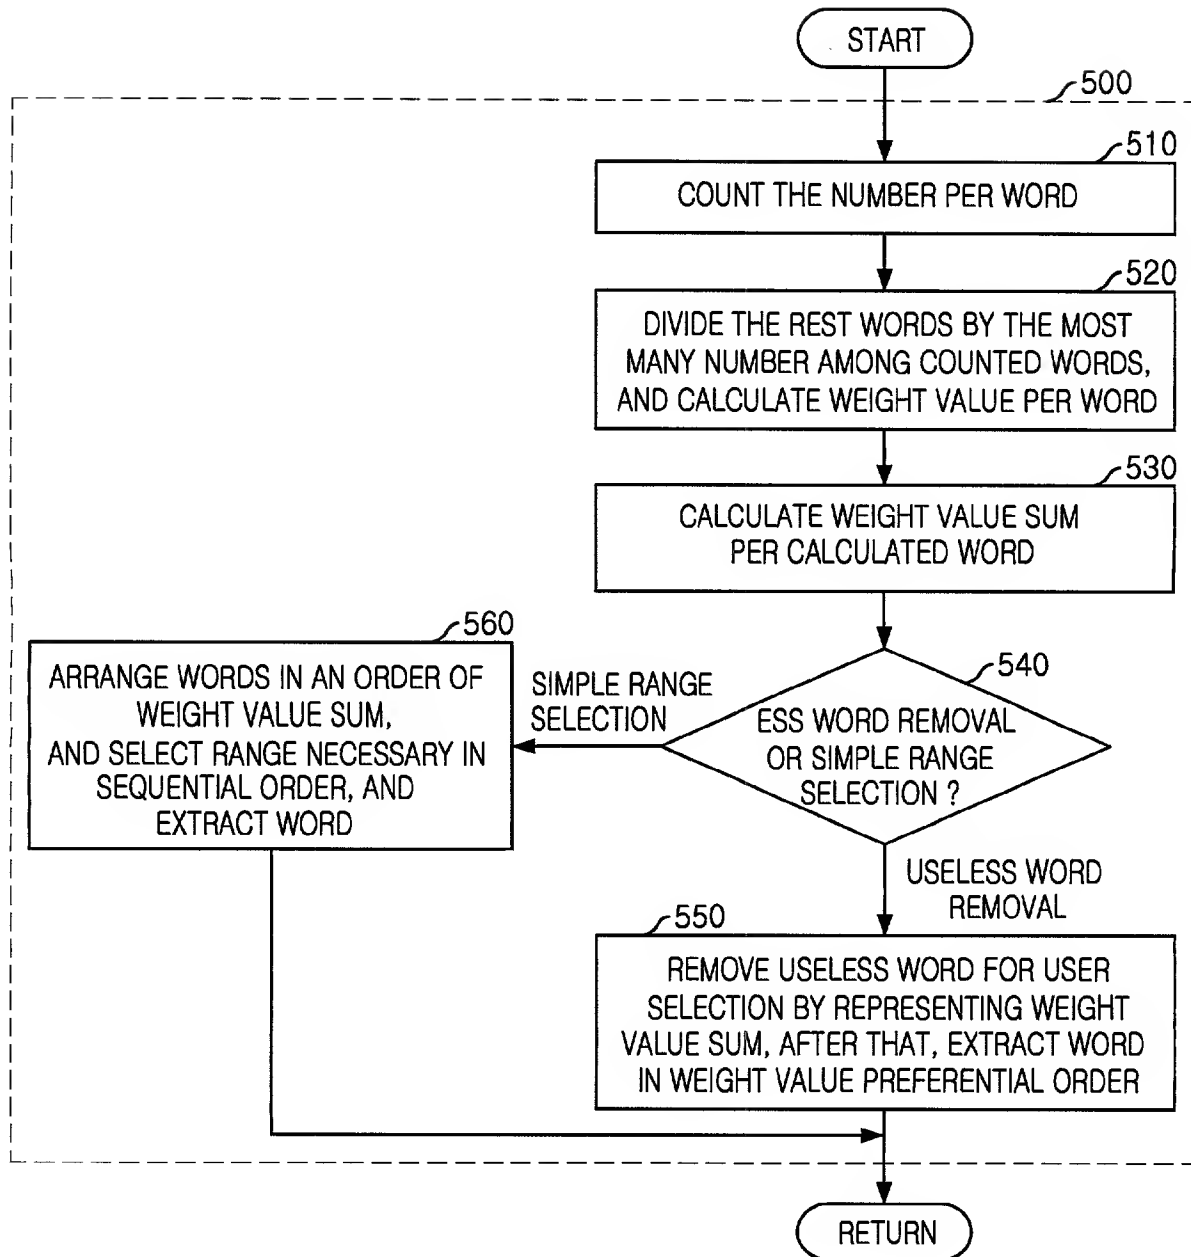 START
500
510
COUNT THE NUMBER PER WORD
520
DIVIDE THE REST WORDS BY THE MOST
MANY NUMBER AMONG COUNTED WORDS,
AND CALCULATE WEIGHT VALUE PER WORD
530
CALCULATE WEIGHT VALUE SUM
PER CALCULATED WORD
540
ESS WORD REMOVAL
OR SIMPLE RANGE
SELECTION ?
SIMPLE RANGE
SELECTION
560
ARRANGE WORDS IN AN ORDER OF
WEIGHT VALUE SUM,
AND SELECT RANGE NECESSARY IN
SEQUENTIAL ORDER, AND
EXTRACT WORD
USELESS WORD
REMOVAL
550
REMOVE USELESS WORD FOR USER
SELECTION BY REPRESENTING WEIGHT
VALUE SUM, AFTER THAT, EXTRACT WORD
IN WEIGHT VALUE PREFERENTIAL ORDER
RETURN